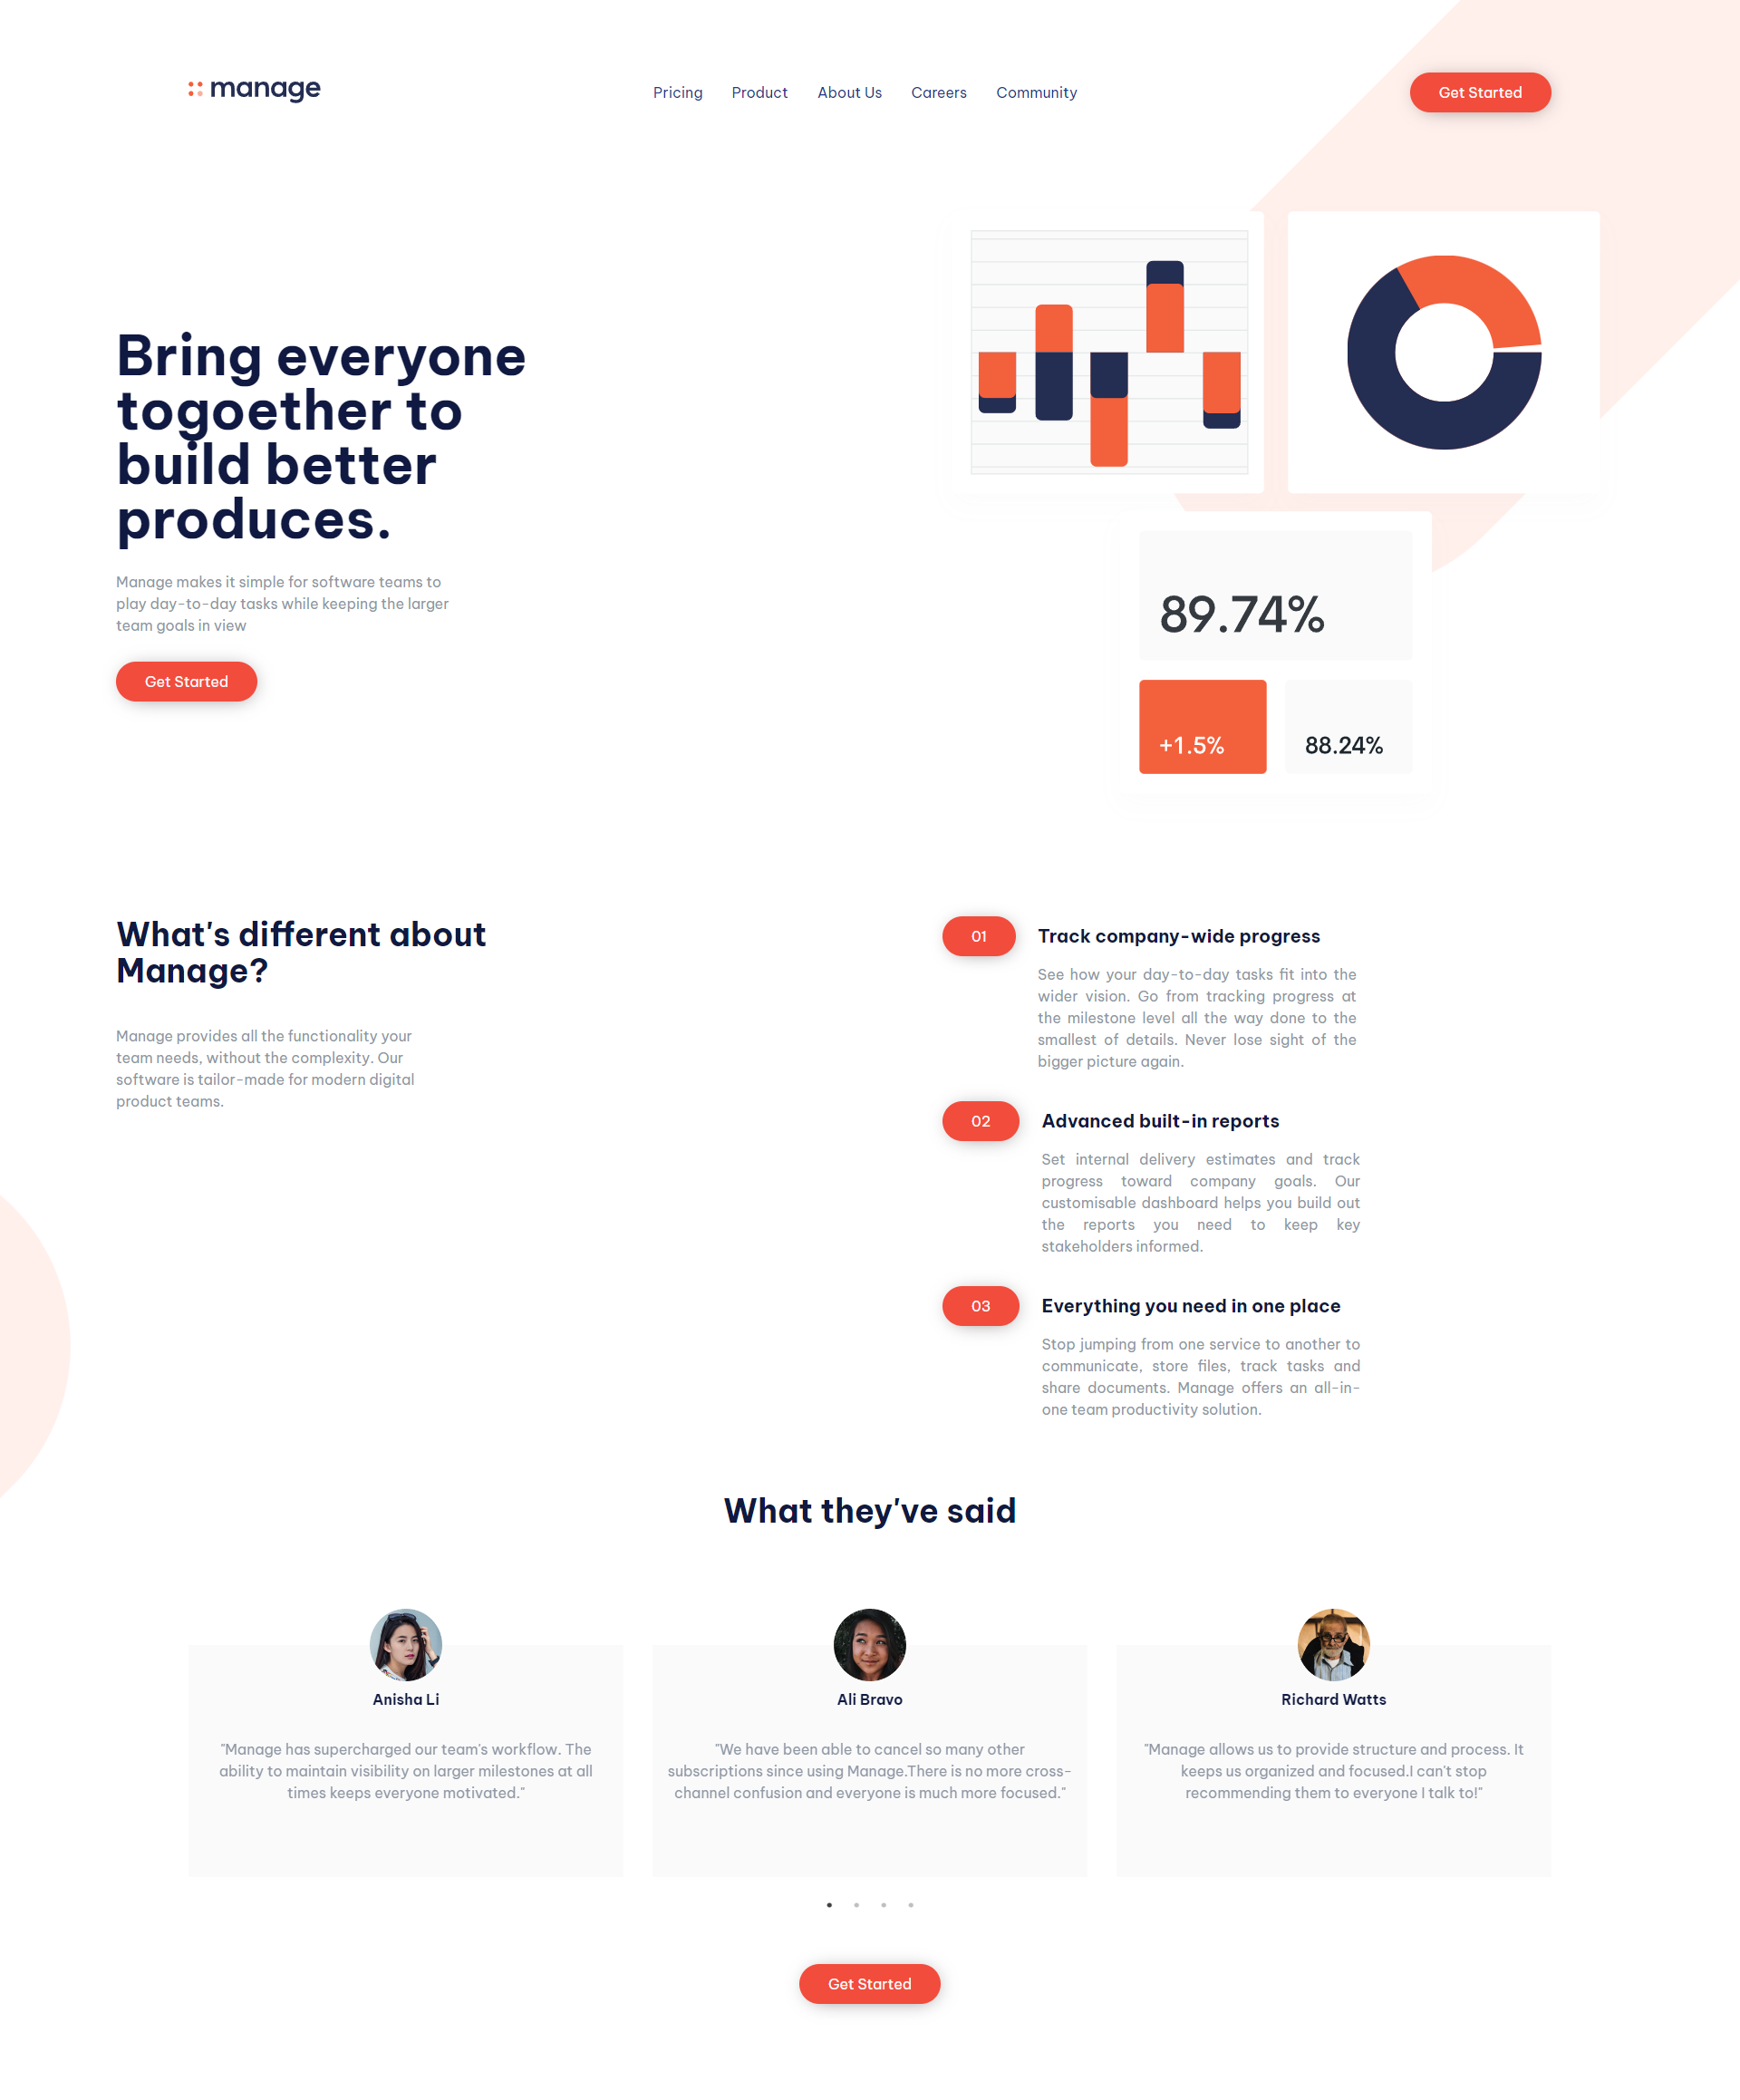 manage
Pricing Product About Us Careers Community
Get Started
Bring everyone
togoether to
build better
produces.
Manage makes it simple for software teams to
play day-to-day tasks while keeping the larger
team goals in view
Get Started
89.74%
+1.5%
88.24%
What's different about
Manage?
Manage provides all the functionality your
team needs, without the complexity. Our
software is tailor-made for modern digital
product teams.
01
Track company-wide progress
See how your day-to-day tasks fit into the
wider vision. Go from tracking progress at
the milestone level all the way done to the
smallest of details. Never lose sight of the
bigger picture again.
02
Advanced built-in reports
Set internal delivery estimates and track
progress toward company goals. Our
customisable dashboard helps you build out
the reports you need to keep key
stakeholders informed.
03
Everything you need in one place
Stop jumping from one service to another to
communicate, store files, track tasks and
share documents. Manage offers an all-in-
one team productivity solution.
What they've said
Anisha Li
"Manage has supercharged our team's workflow. The
ability to maintain visibility on larger milestones at all
times keeps everyone motivated."
Ali Bravo
"We have been able to cancel so many other
subscriptions since using Manage.There is no more cross-
channel confusion and everyone is much more focused."
Richard Watts
"Manage allows us to provide structure and process. It
keeps us organized and focused.I can't stop
recommending them to everyone I talk to!"
Get Started